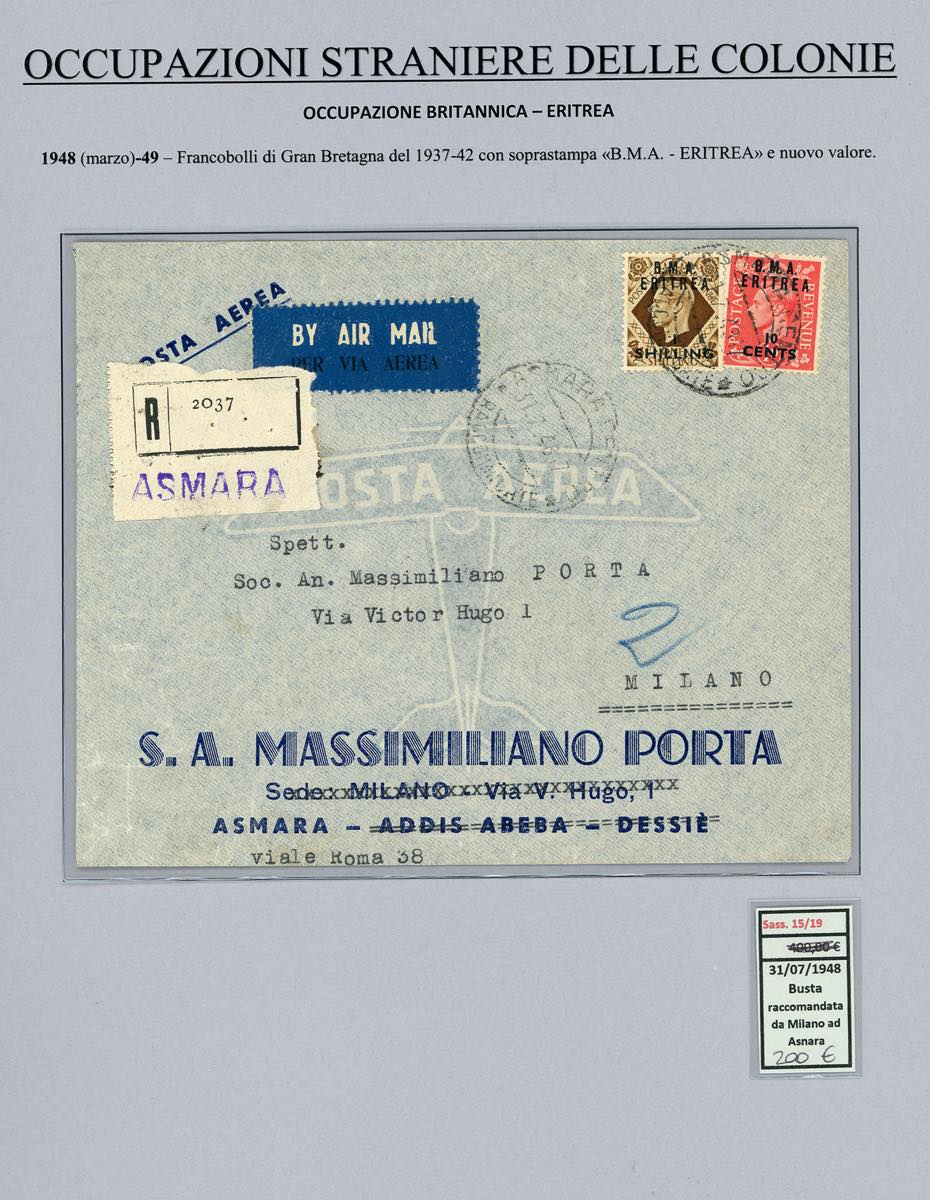 OCCUPAZIONI STRANIERE DELLE COLONIE
OCCUPAZIONE BRITANNICA – ERITREA
1948 (marzo)-49 – Francobolli di Gran Bretagna del 1937-42 con soprastampa «B.M.A. - ERITREA» e nuovo valore.
POSTA AEREA
BY AIR MAIL
PER VIA AEREA
B.M.A.
ERITREA
1
SHILLING
B.M.A.
ERITREA
POSTAGE
REVENUE
10
CENTS
R
2037
ASMARA
ASMARA
POSTA AEREA
Spett.
Soc. An. Massimiliano PORTA
Via Victor Hugo 1
2
MILANO
S. A. MASSIMILIANO PORTA
Sede: MILANO - Via V. Hugo, 1
ASMARA – ADDIS ABEBA – DESSIÈ
viale Roma 38
Sass. 15/19
400,00 €
31/07/1948
Busta
raccomandata
da Milano ad
Asnara
200 €